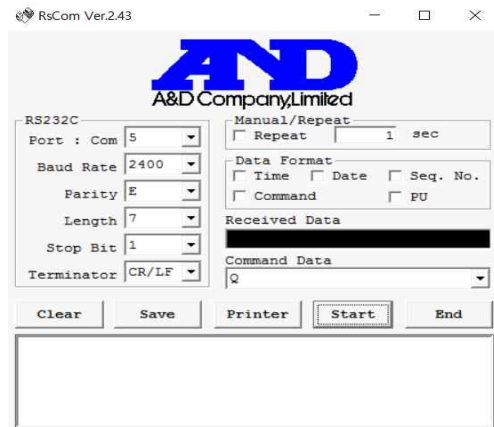 RsCom Ver.2.43
AND
A&D Company,Limited
RS232C
Port : Com 5
Baud Rate 2400
Parity E
Length 7
Stop Bit 1
Terminator CR/LF
Manual/Repeat
Repeat 1 sec
Data Format
Time Date Seq. No.
Command PU
Received Data
Command Data
Q
Clear Save Printer Start End